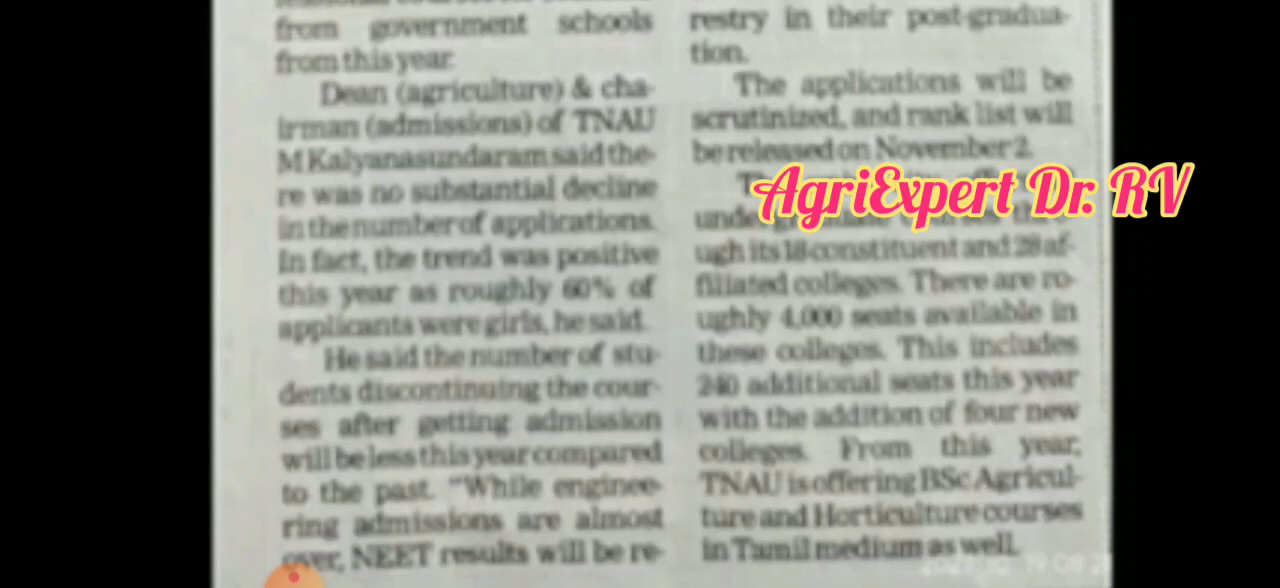 from government schools
from this year.
Dean (agriculture) & cha-
irman (admissions) of TNAU
M Kalyanasundaram said the-
re was no substantial decline
in the number of applications.
In fact, the trend was positive
this year as roughly 60% of
applicants were girls, he said.
He said the number of stu-
dents discontinuing the cour-
ses after getting admission
will be less this year compared
to the past. "While enginee-
ring admissions are almost
over, NEET results will be re-
restry in their post-gradua-
tion.
The applications will be
scrutinized, and rank list will
be released on November 2.
AgriExpert Dr. RV
ugh its 18 constituent and 28 af-
filiated colleges. There are ro-
ughly 4,000 seats available in
these colleges. This includes
240 additional seats this year
with the addition of four new
colleges. From this year,
TNAU is offering BSc Agricul-
ture and Horticulture courses
in Tamil medium as well.